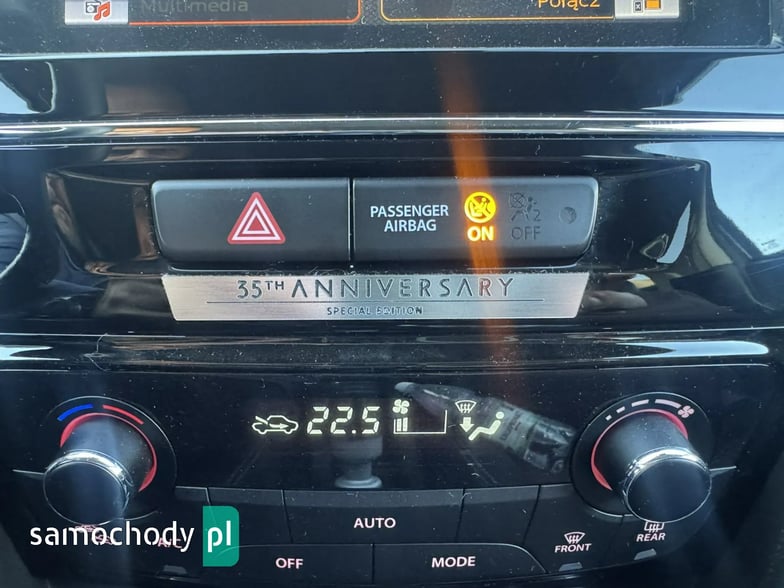 Multimedia
Połącz
PASSENGER
AIRBAG
ON
2
OFF
35TH ANNIVERSARY
SPECIAL EDITION
22.5
AUTO
A/C
OFF
MODE
FRONT
REAR
samochody pl